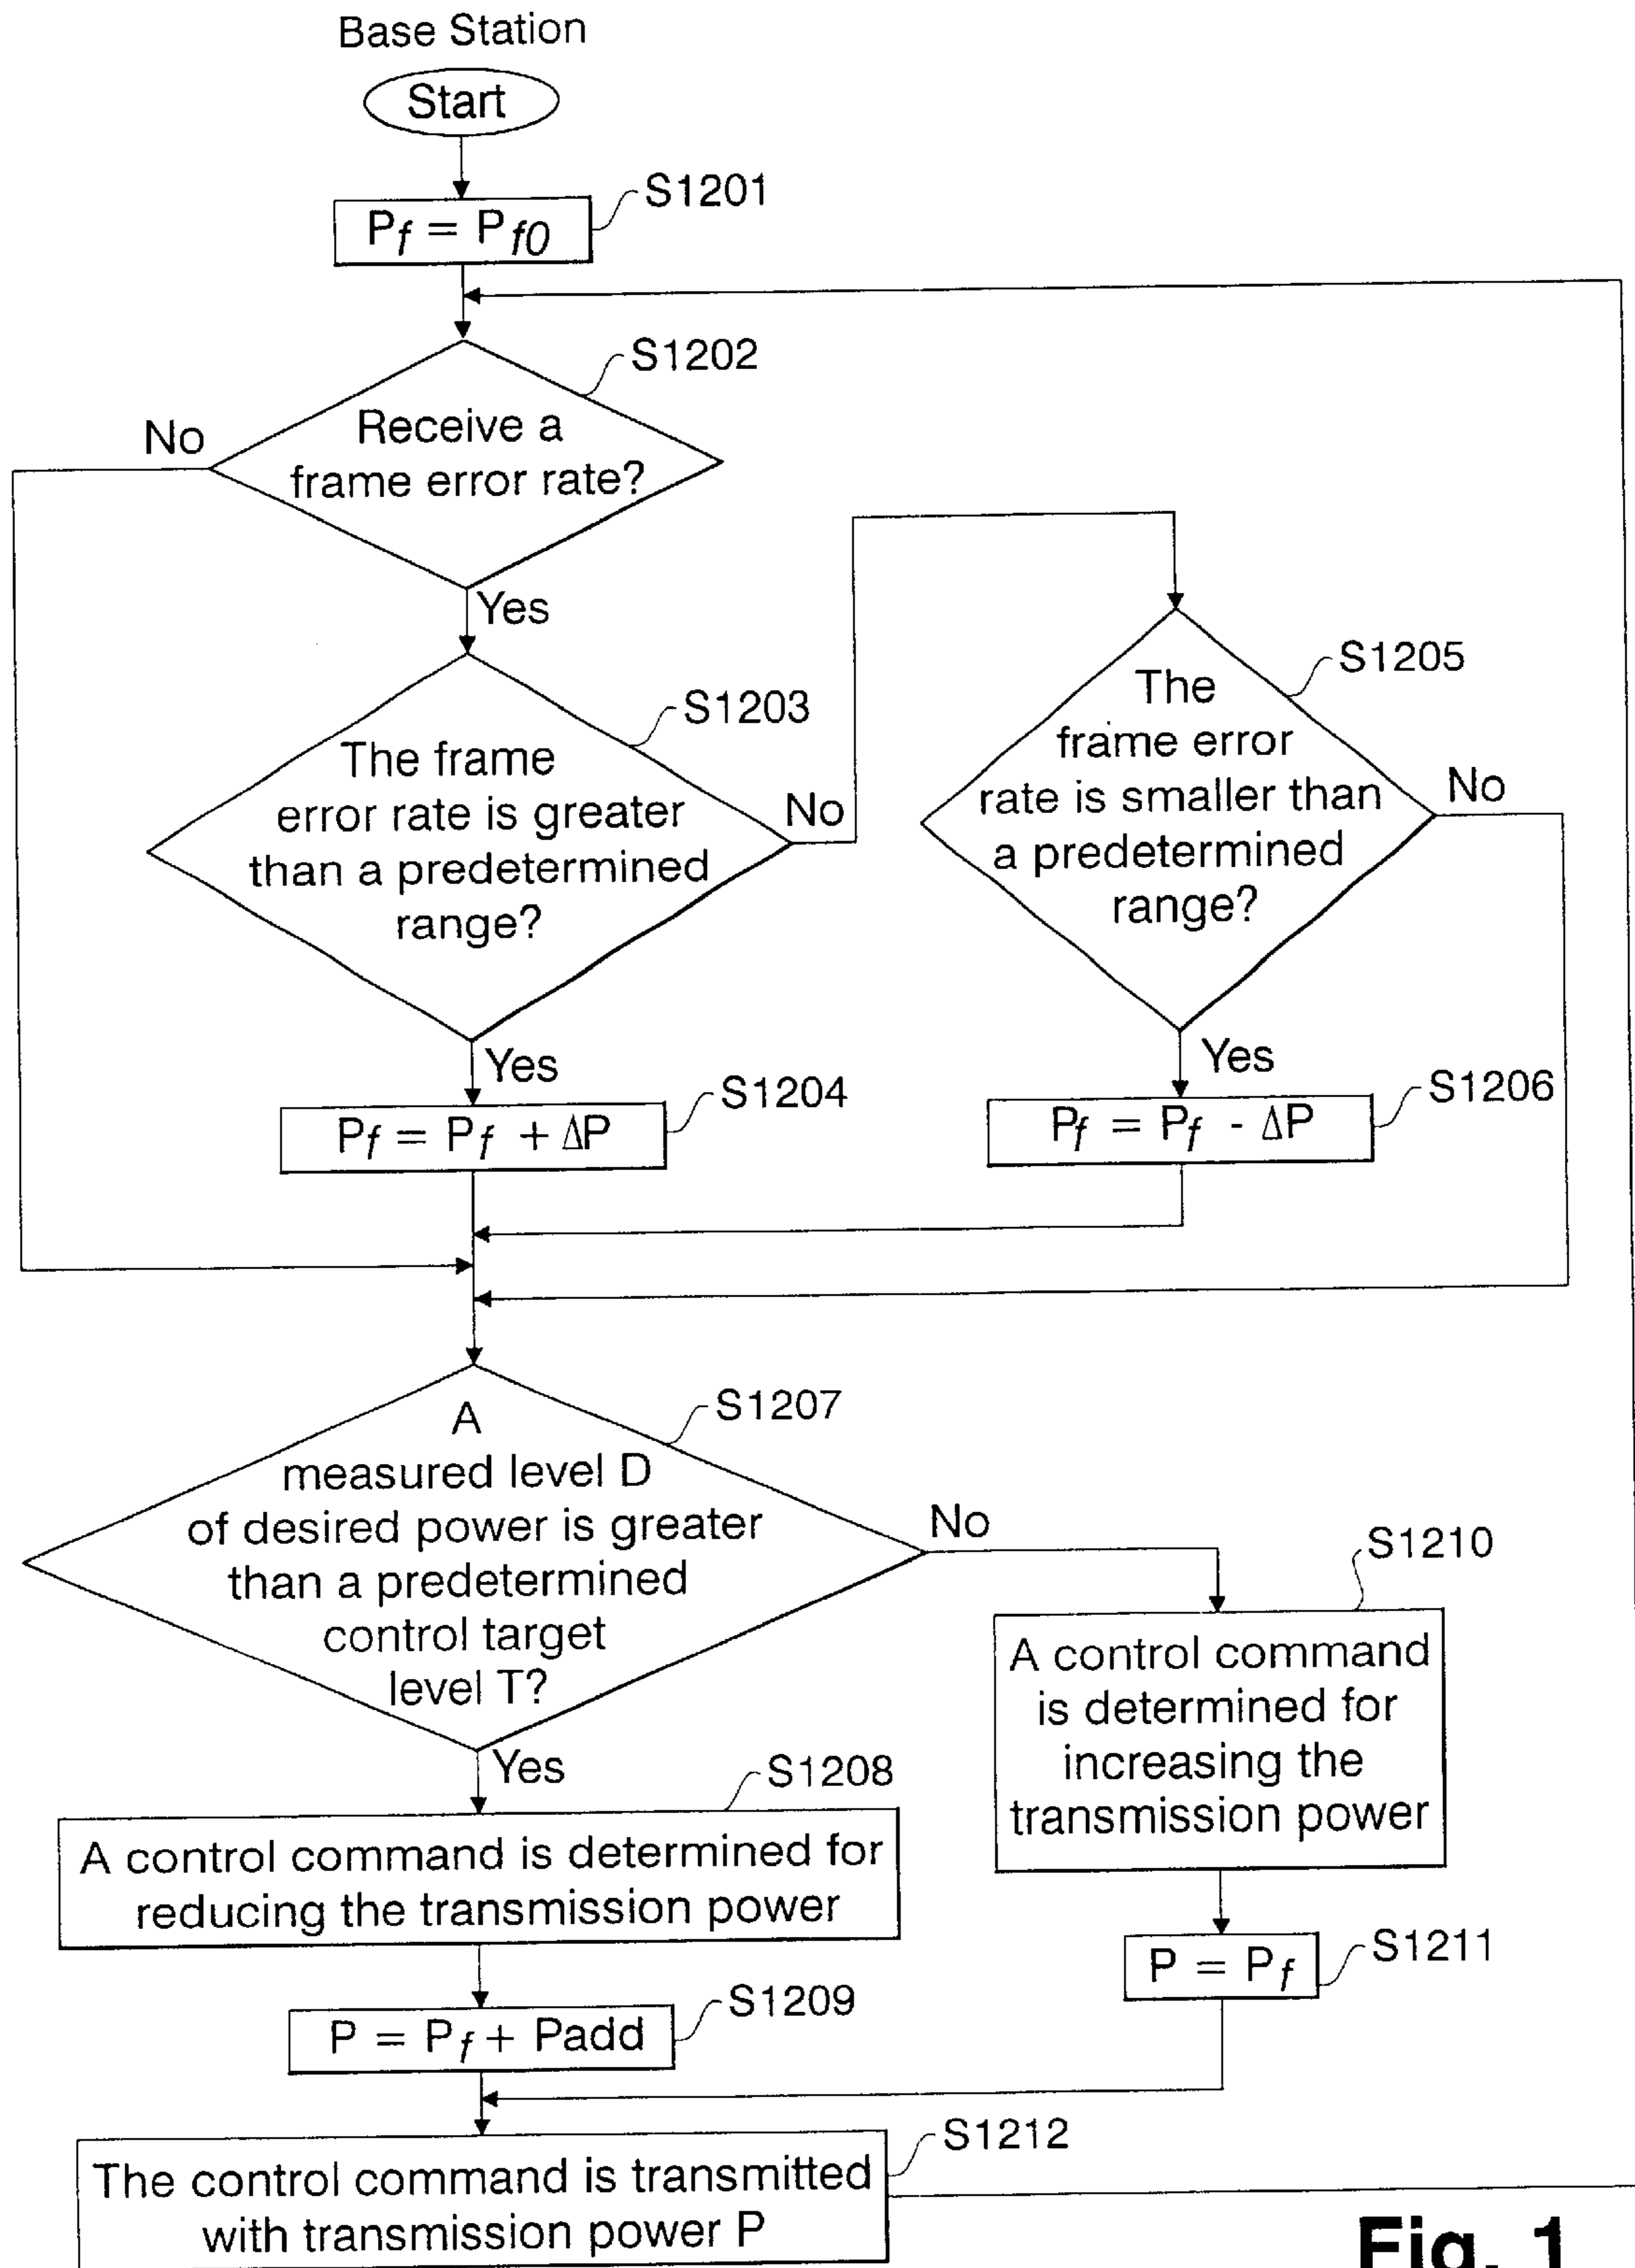 Base Station
Start
S1201
Pf = Pf0
S1202
No
Receive a
frame error rate?
Yes
S1203
The frame
error rate is greater
than a predetermined
range?
No
S1205
The
frame error
rate is smaller than
a predetermined
range?
No
Yes
S1204
Pf = Pf + ΔP
Yes
S1206
Pf = Pf - ΔP
S1207
A
measured level D
of desired power is greater
than a predetermined
control target
level T?
No
Yes
S1208
A control command is determined for
reducing the transmission power
S1210
A control command
is determined for
increasing the
transmission power
S1209
P = Pf + Padd
S1211
P = Pf
S1212
The control command is transmitted
with transmission power P
Fig. 1